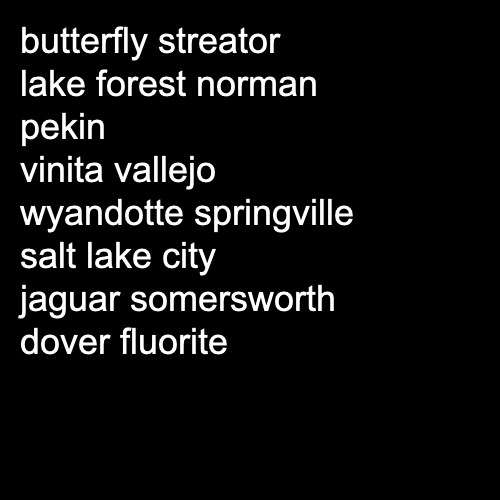 butterfly streator
lake forest norman
pekin
vinita vallejo
wyandotte springville
salt lake city
jaguar somersworth
dover fluorite